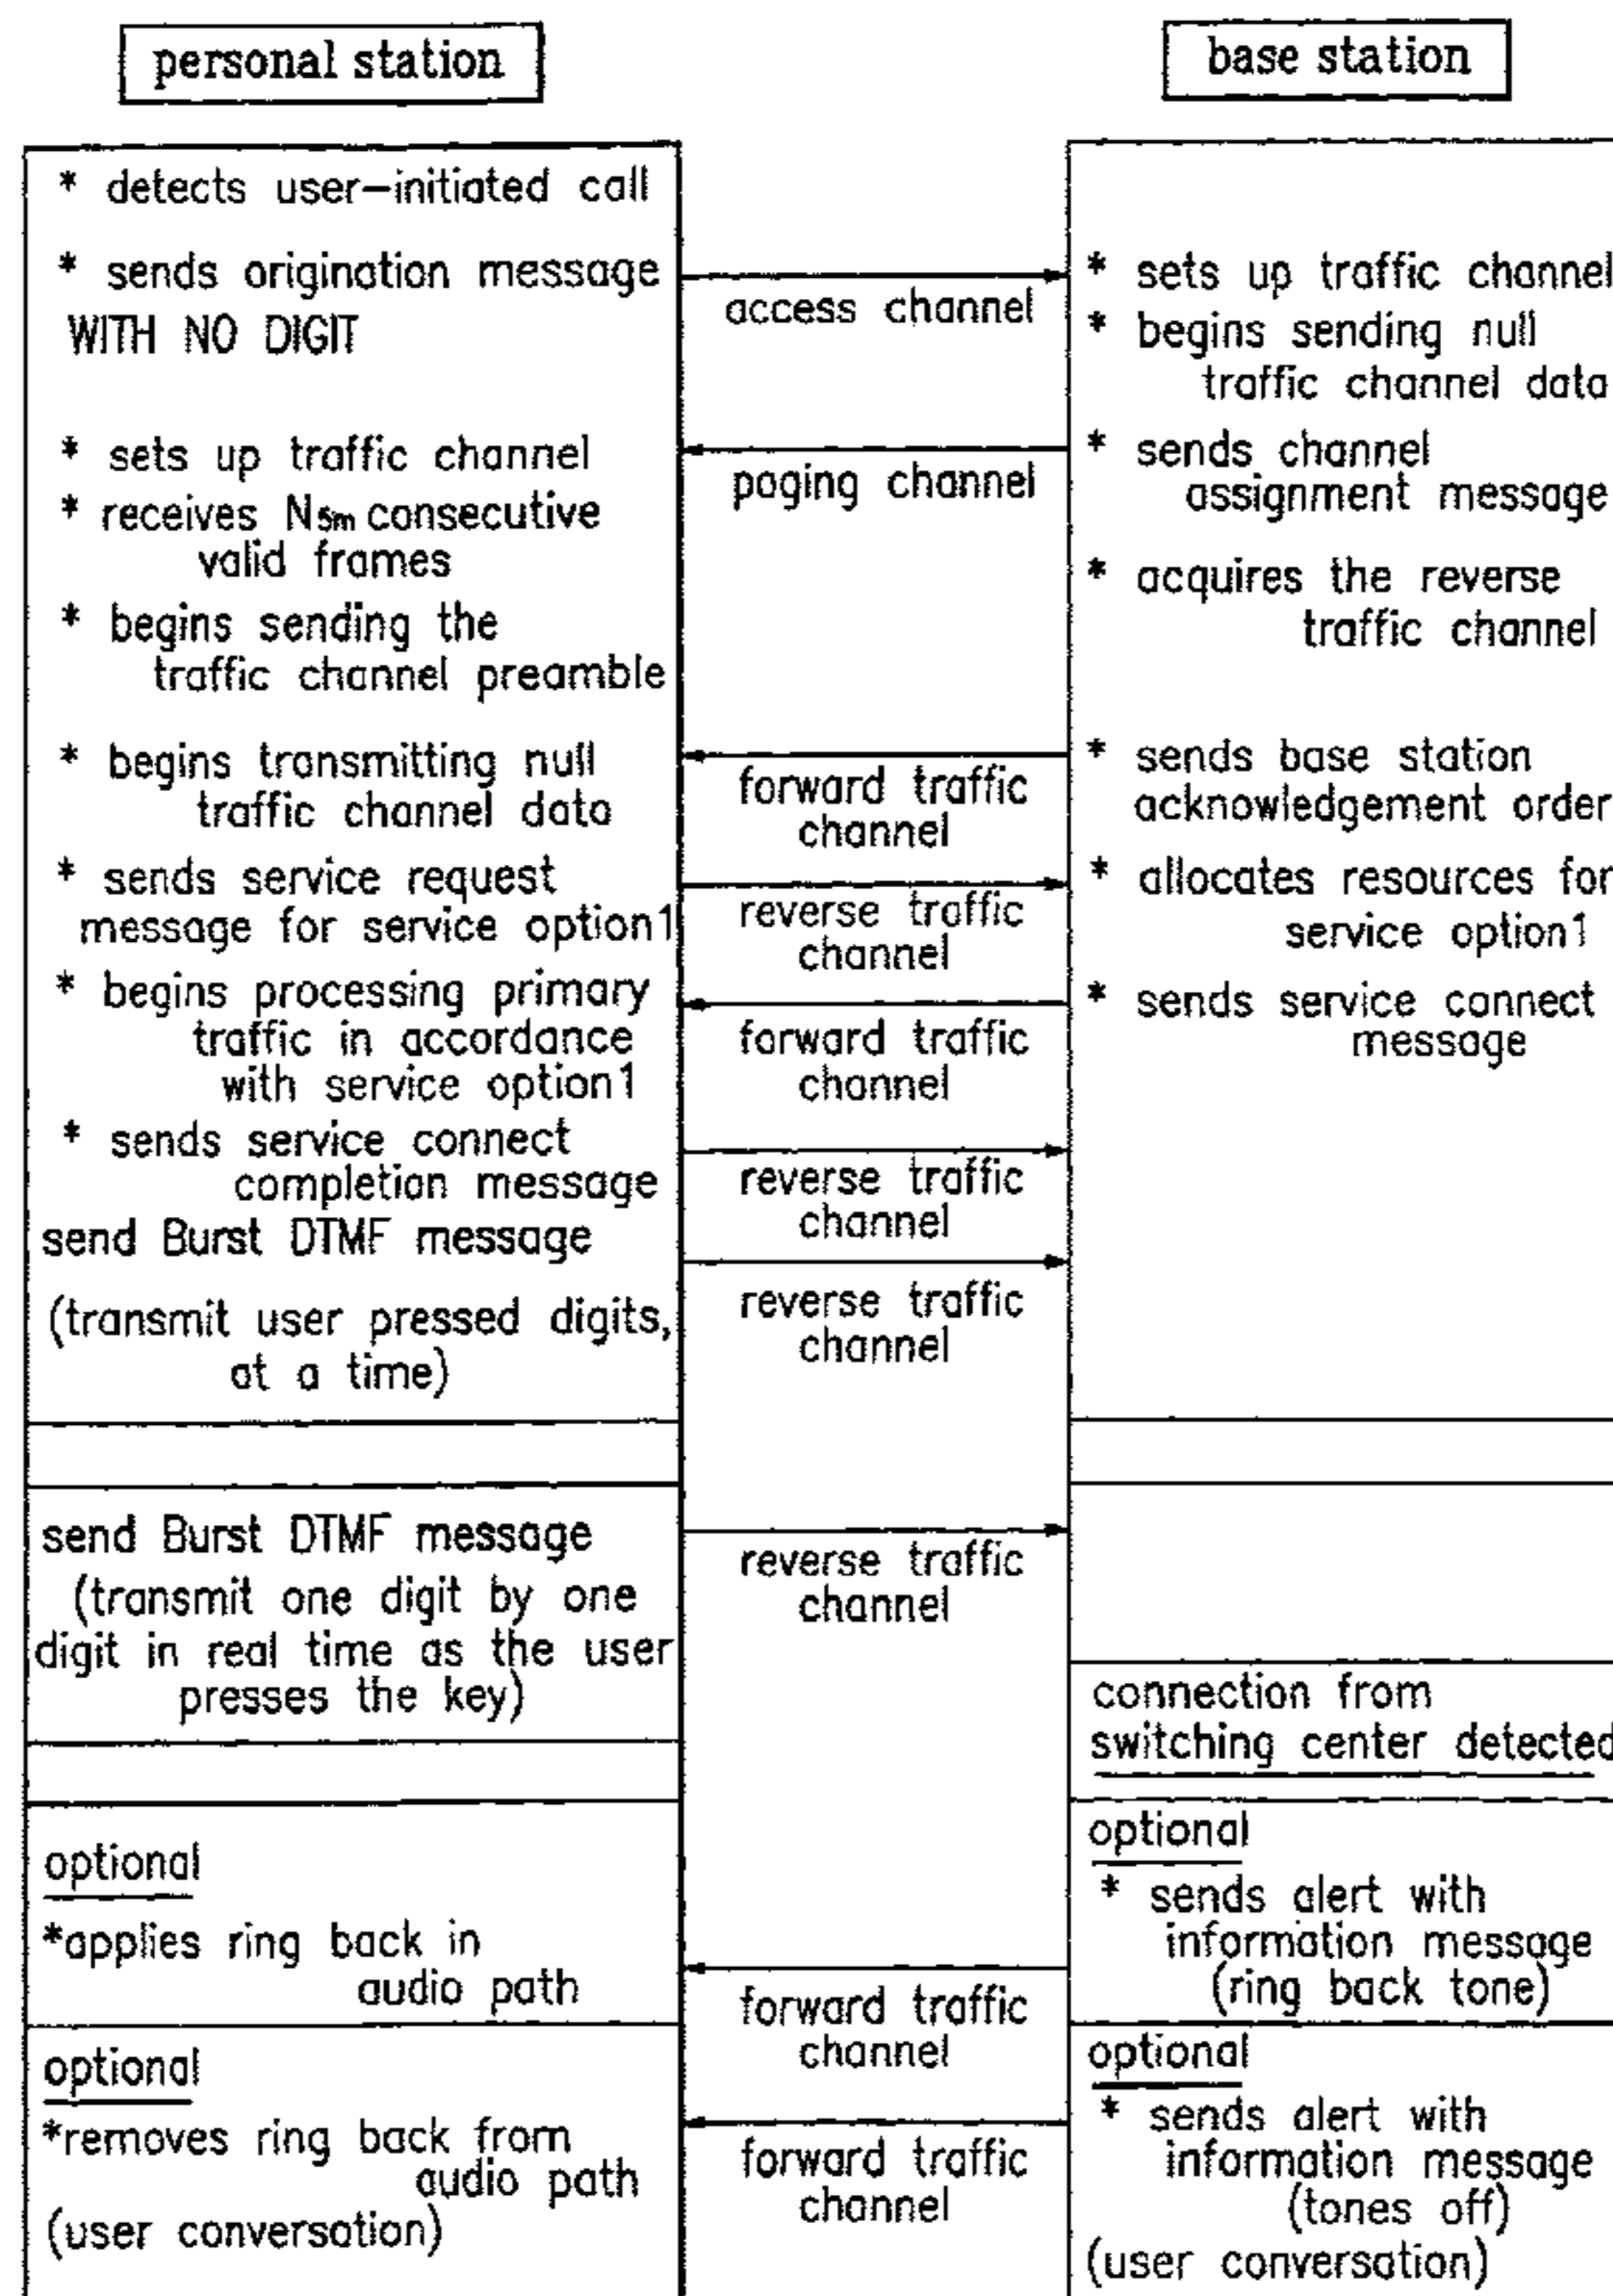 personal station
* detects user-initiated call
* sends origination message
WITH NO DIGIT
* sets up traffic channel
* receives N5m consecutive
valid frames
* begins sending the
traffic channel preamble
* begins transmitting null
traffic channel data
* sends service request
message for service option1
* begins processing primary
traffic in accordance
with service option1
* sends service connect
completion message
send Burst DTMF message
(transmit user pressed digits,
at a time)
send Burst DTMF message
(transmit one digit by one
digit in real time as the user
presses the key)
optional
*applies ring back in
audio path
optional
*removes ring back from
audio path
(user conversation)
access channel
paging channel
forward traffic
channel
reverse traffic
channel
forward traffic
channel
reverse traffic
channel
reverse traffic
channel
reverse traffic
channel
forward traffic
channel
forward traffic
channel
base station
* sets up traffic channel
* begins sending null
traffic channel data
* sends channel
assignment message
* acquires the reverse
traffic channel
* sends base station
acknowledgement order
* allocates resources for
service option1
* sends service connect
message
connection from
switching center detected
optional
* sends alert with
information message
(ring back tone)
optional
* sends alert with
information message
(tones off)
(user conversation)